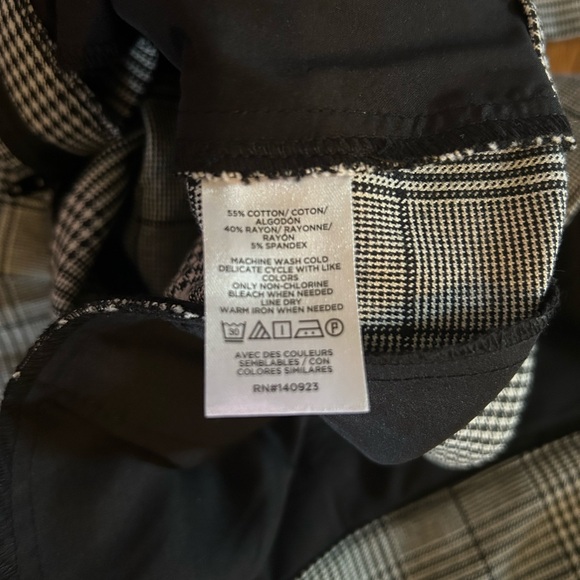 55% COTTON/ COTON/
ALGODÓN
40% RAYON/ RAYONNE/
RAYÓN
5% SPANDEX
MACHINE WASH COLD
DELICATE CYCLE WITH LIKE
COLORS
ONLY NON-CHLORINE
BLEACH WHEN NEEDED
LINE DRY
WARM IRON WHEN NEEDED
30 P
AVEC DES COULEURS
SEMBLABLES / CON
COLORES SIMILARES
RN#140923